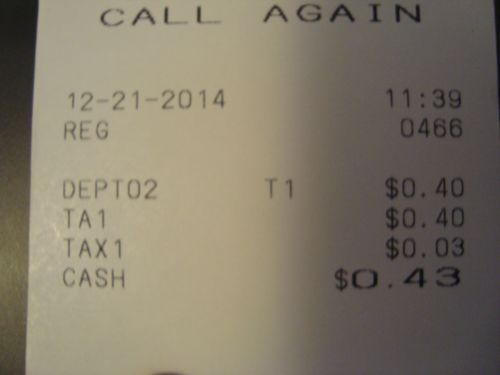 CALL AGAIN
12-21-2014 11:39
REG 0466
DEPT02 T1 $0.40
TA1 $0.40
TAX1 $0.03
CASH $0.43